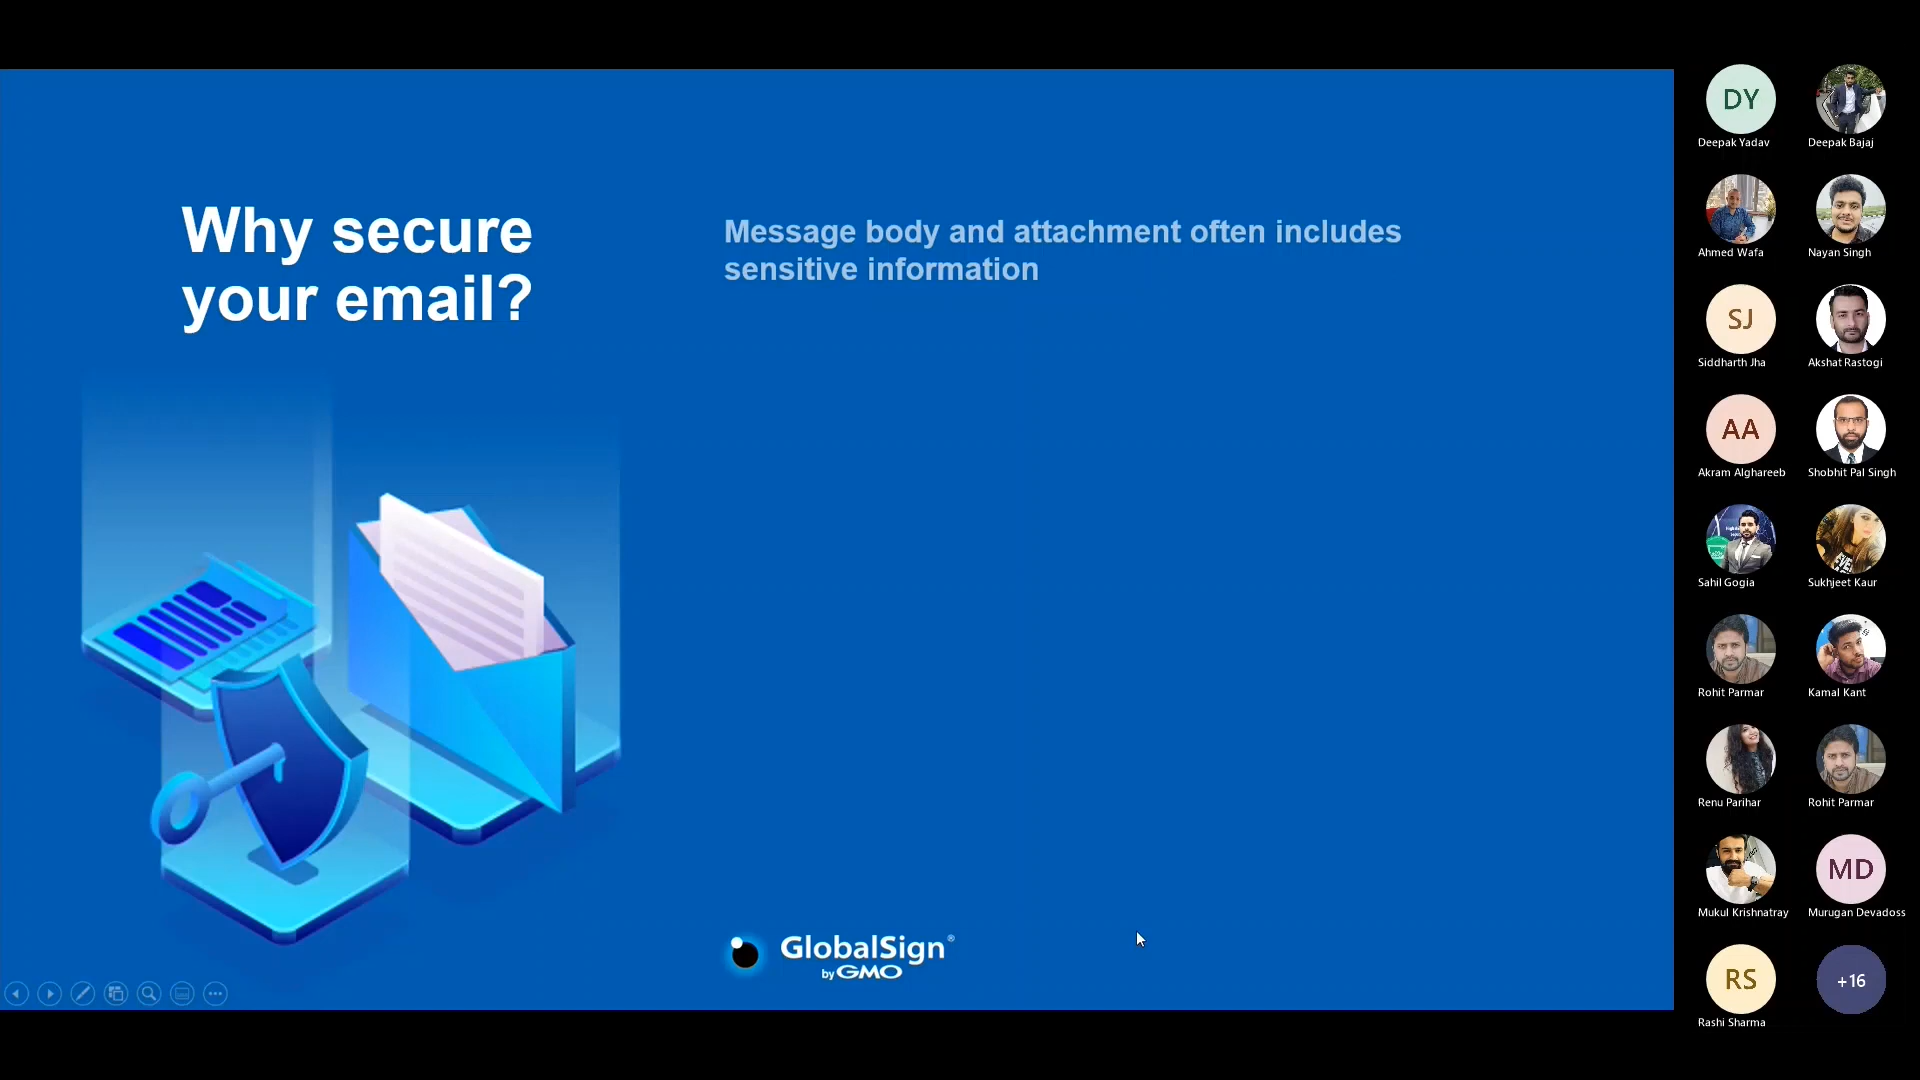 Why secure
your email?
Message body and attachment often includes
sensitive information
GlobalSign®
by GMO
DY
Deepak Yadav
Deepak Bajaj
Ahmed Wafa
Nayan Singh
SJ
Siddharth Jha
Akshat Rastogi
AA
Akram Alghareeb
Shobhit Pal Singh
Sahil Gogia
Sukhjeet Kaur
Rohit Parmar
Kamal Kant
Renu Parihar
Rohit Parmar
Mukul Krishnatray
MD
Murugan Devadoss
RS
Rashi Sharma
+16